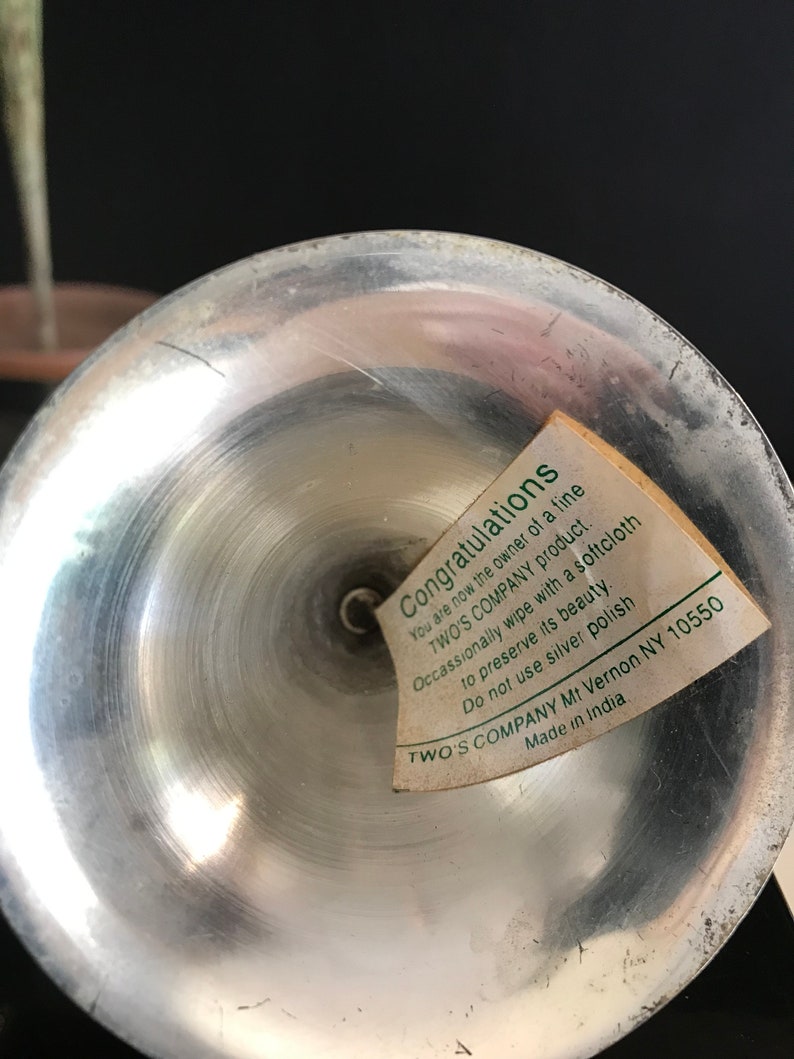 Congratulations
You are now the owner of a fine
TWO'S COMPANY product.
Occassionally wipe with a softcloth
to preserve its beauty.
Do not use silver polish
TWO'S COMPANY Mt Vernon NY 10550
Made in India